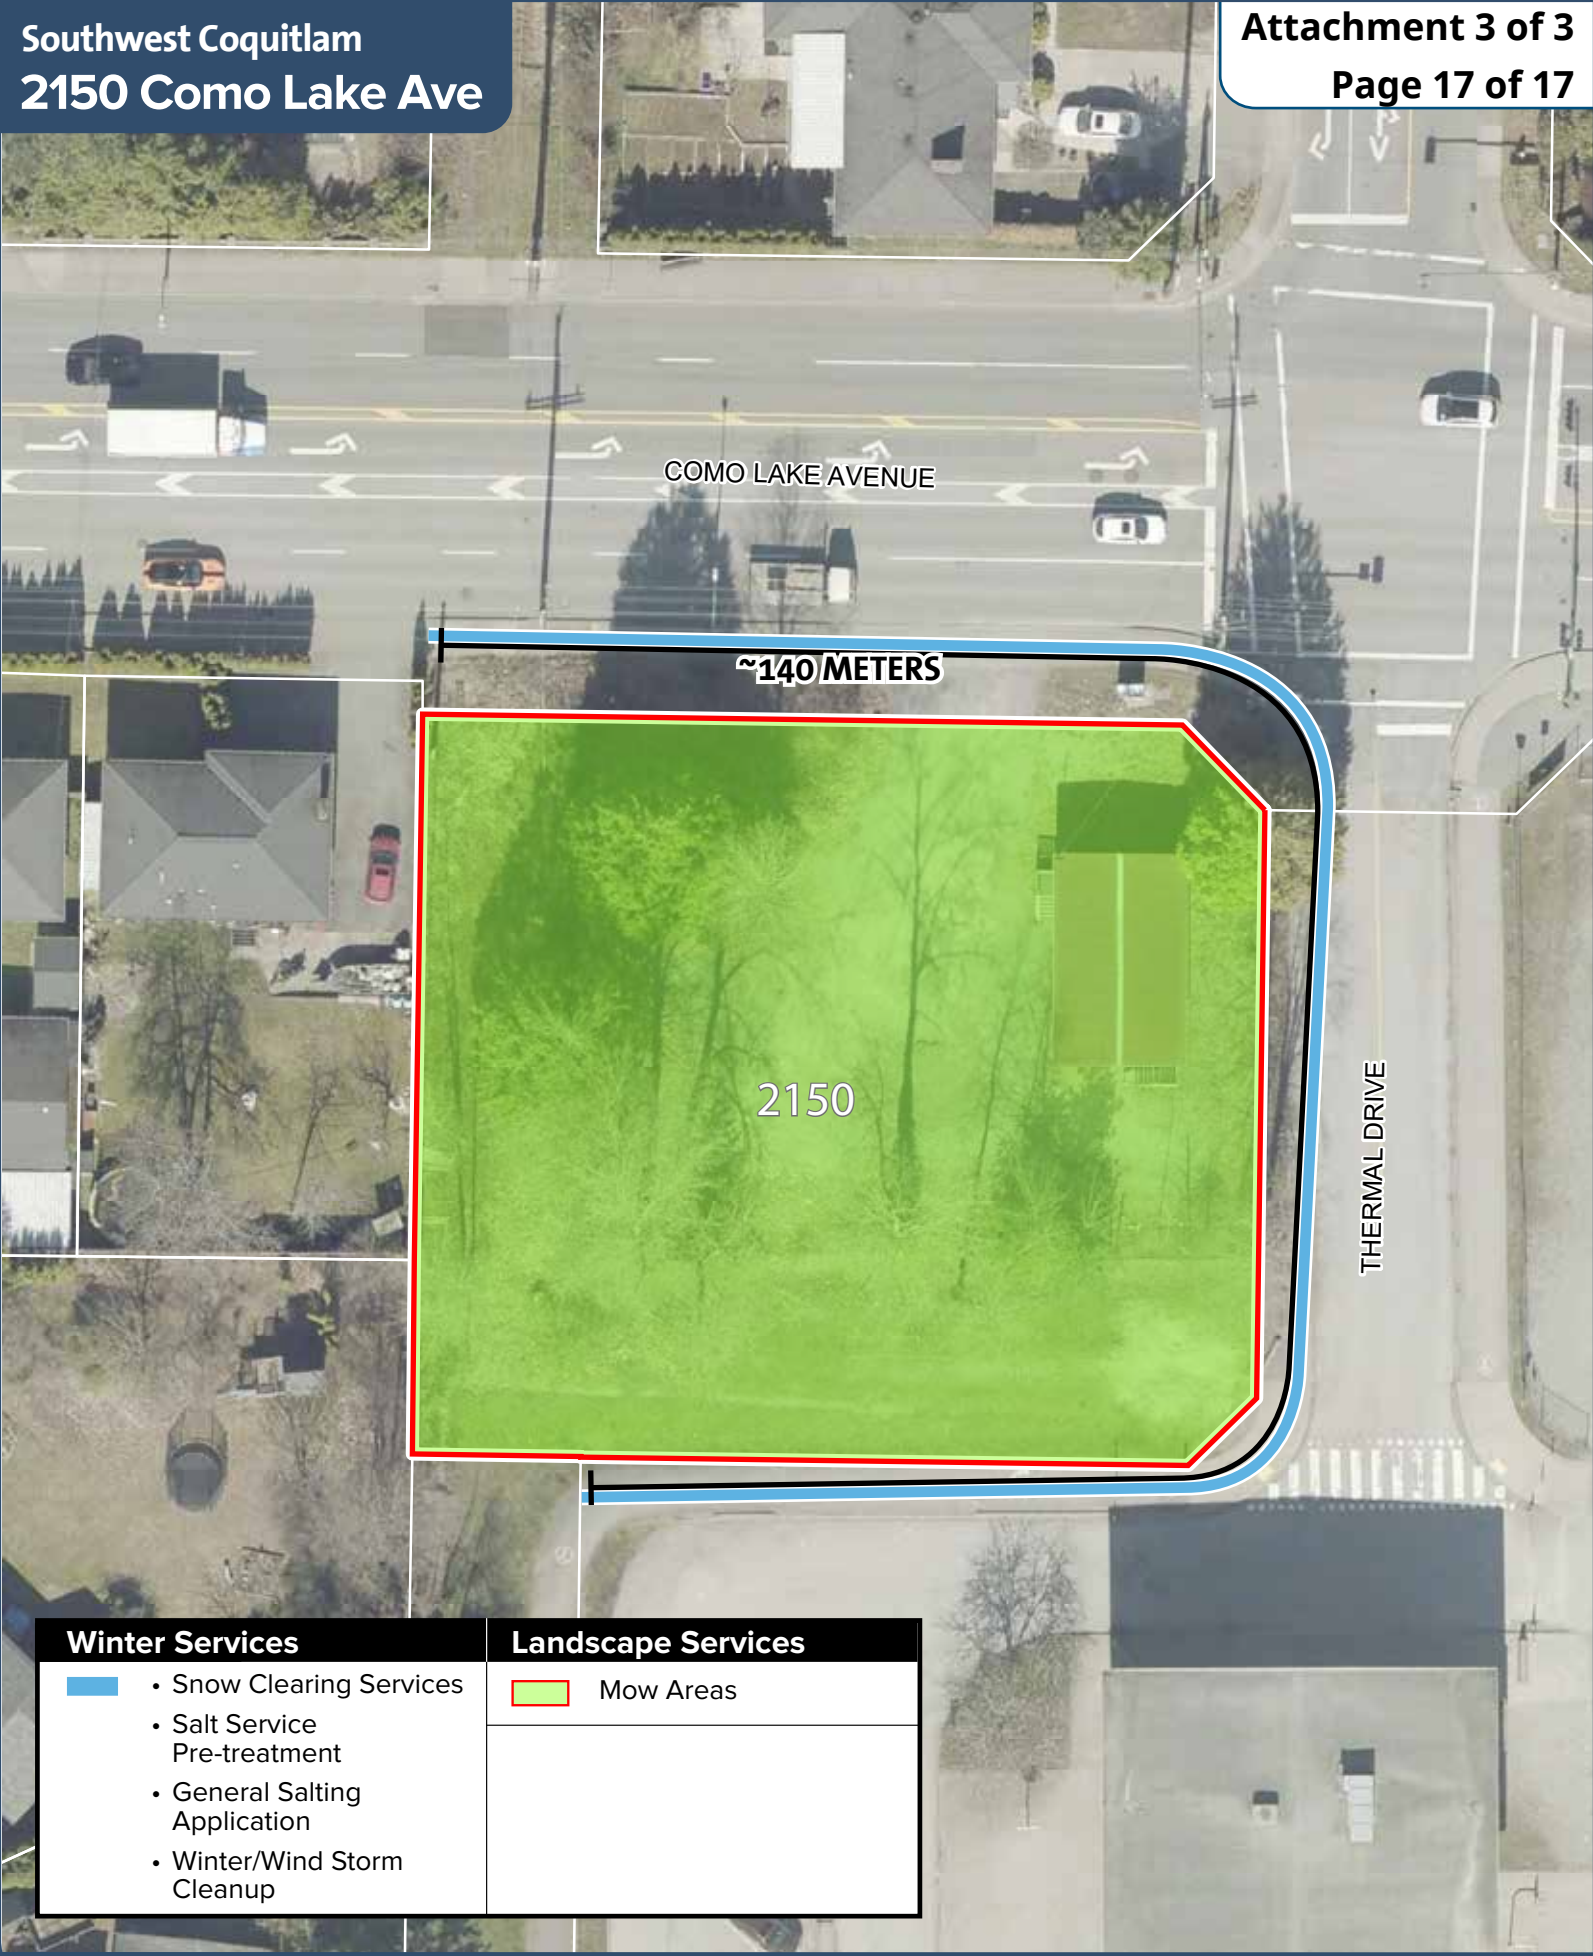 Southwest Coquitlam
2150 Como Lake Ave
Attachment 3 of 3
Page 17 of 17
COMO LAKE AVENUE
~140 METERS
2150
THERMAL DRIVE
Winter Services
• Snow Clearing Services
• Salt Service
Pre-treatment
• General Salting
Application
• Winter/Wind Storm
Cleanup
Landscape Services
Mow Areas